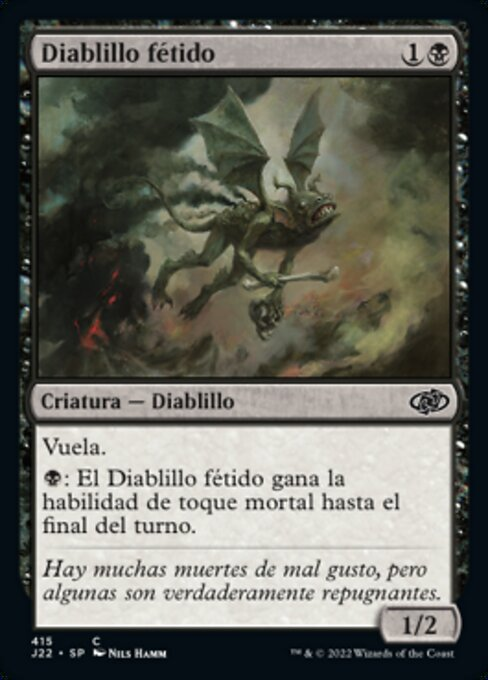 Diablillo fétido 1
Criatura — Diablillo
Vuela.
: El Diablillo fétido gana la
habilidad de toque mortal hasta el
final del turno.
Hay muchas muertes de mal gusto, pero
algunas son verdaderamente repugnantes.
1/2
415 C
J22 • SP Nils Hamm
™ & © 2022 Wizards of the Coast